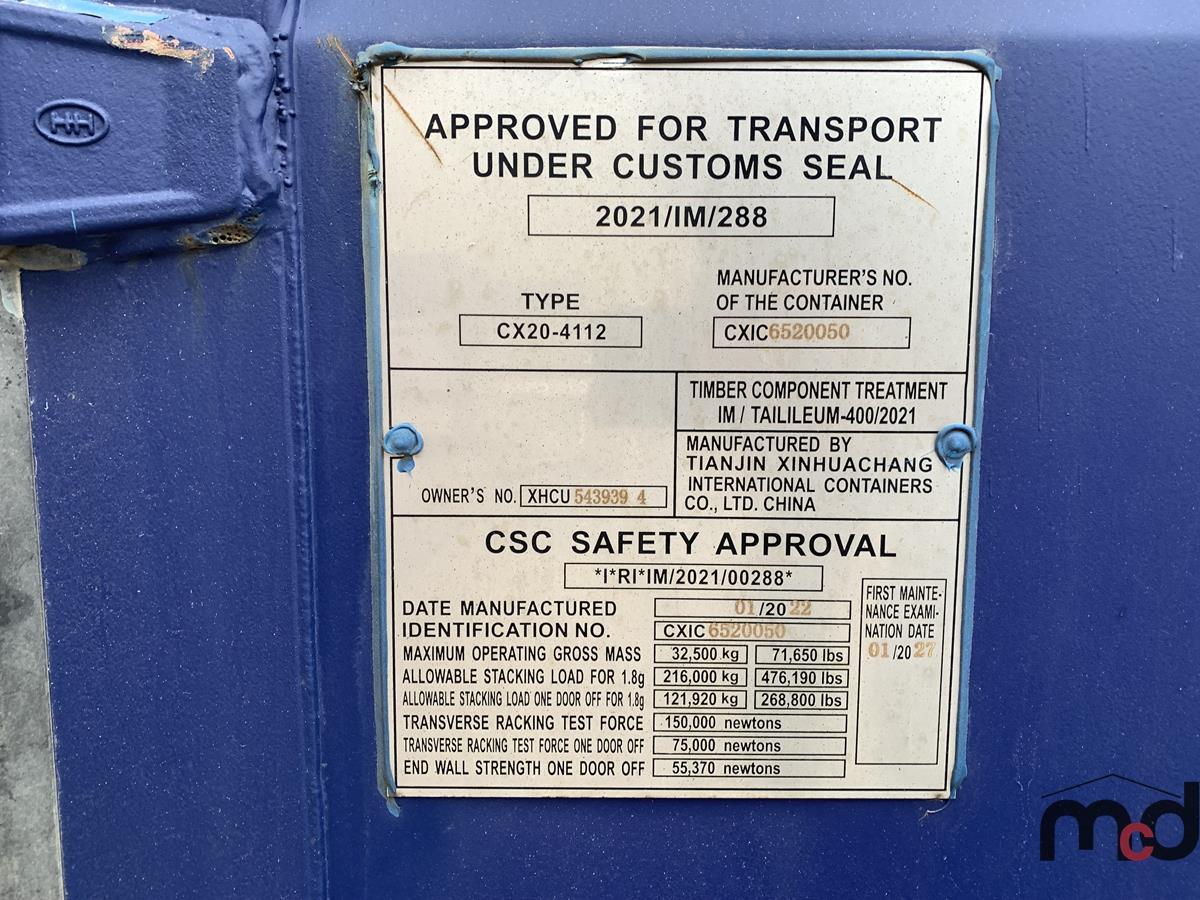 APPROVED FOR TRANSPORT
UNDER CUSTOMS SEAL
2021/IM/288
TYPE
CX20-4112
MANUFACTURER'S NO.
OF THE CONTAINER
CXIC6520050
TIMBER COMPONENT TREATMENT
IM / TAILILEUM-400/2021
MANUFACTURED BY
TIANJIN XINHUACHANG
INTERNATIONAL CONTAINERS
CO., LTD. CHINA
OWNER'S NO. XHCU 543939 4
CSC SAFETY APPROVAL
*I*RI*IM/2021/00288*
DATE MANUFACTURED 01/2022
IDENTIFICATION NO. CXIC6520050
MAXIMUM OPERATING GROSS MASS 32,500 kg 71,650 lbs
ALLOWABLE STACKING LOAD FOR 1.8g 216,000 kg 476,190 lbs
ALLOWABLE STACKING LOAD ONE DOOR OFF FOR 1.8g 121,920 kg 268,800 lbs
TRANSVERSE RACKING TEST FORCE 150,000 newtons
TRANSVERSE RACKING TEST FORCE ONE DOOR OFF 75,000 newtons
END WALL STRENGTH ONE DOOR OFF 55,370 newtons
FIRST MAINTE-
NANCE EXAMI-
NATION DATE
01/2027
mcd